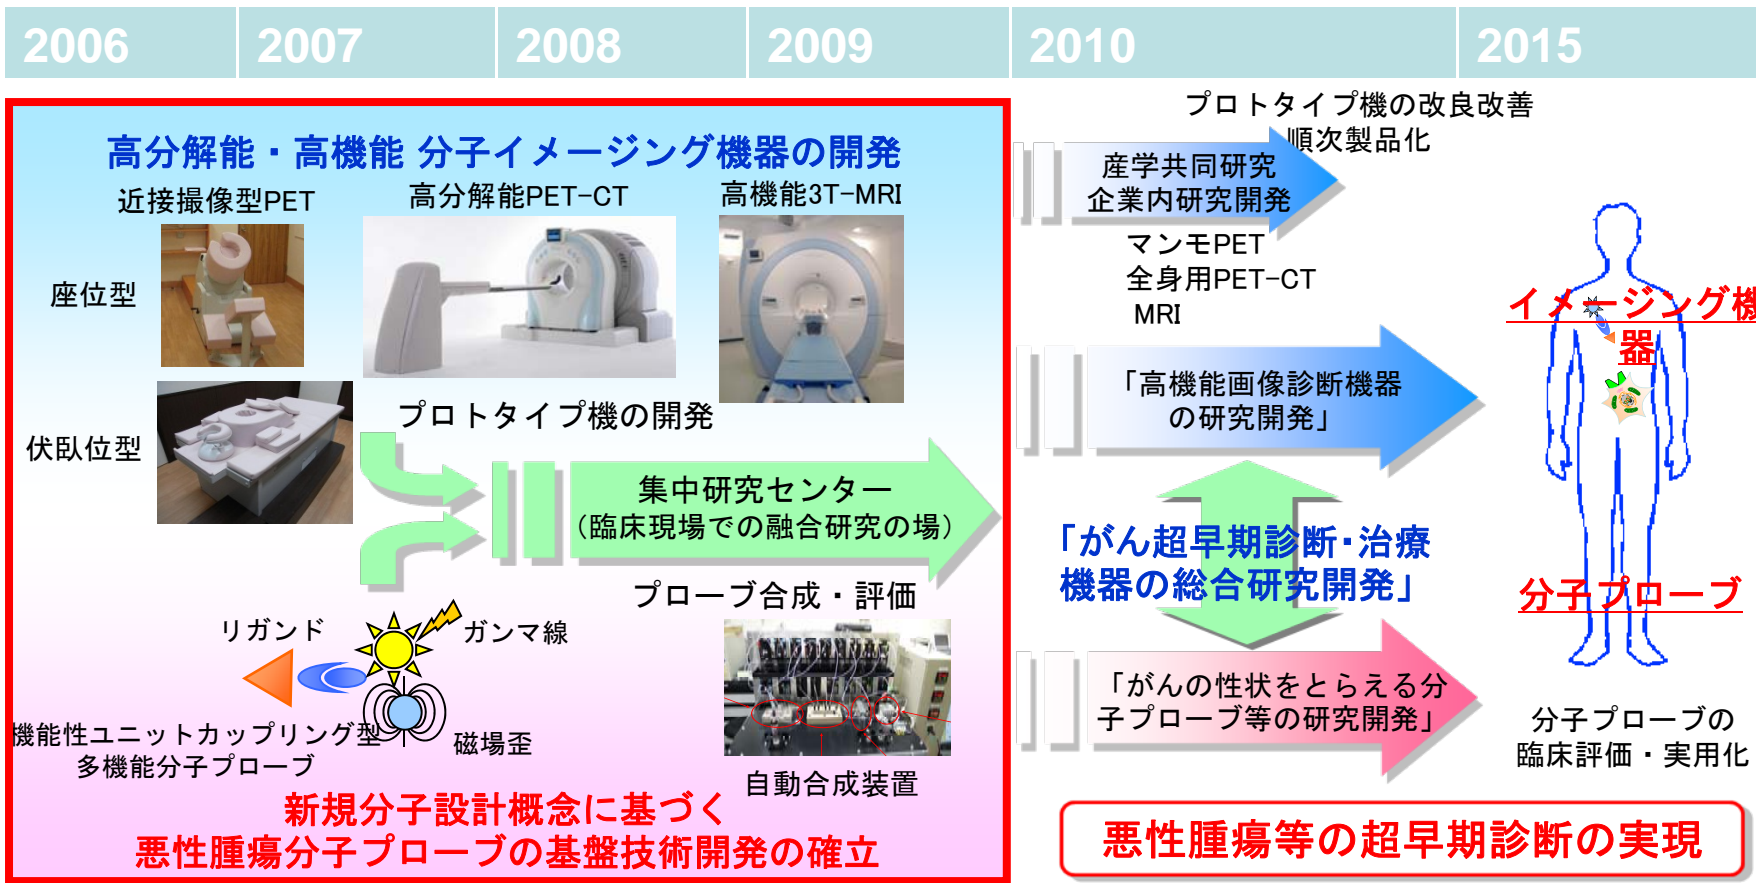 2006 2007 2008 2009 2010 2015
高分解能・高機能 分子イメージング機器の開発
近接撮像型PET
高分解能PET-CT
高機能3T-MRI
座位型
伏臥位型
プロトタイプ機の開発
集中研究センター
(臨床現場での融合研究の場)
プローブ合成・評価
リガンド
ガンマ線
機能性ユニットカップリング型
多機能分子プローブ
磁場歪
自動合成装置
新規分子設計概念に基づく
悪性腫瘍分子プローブの基盤技術開発の確立
プロトタイプ機の改良改善
順次製品化
産学共同研究
企業内研究開発
マンモPET
全身用PET-CT
MRI
「高機能画像診断機器
の研究開発」
「がん超早期診断・治療
機器の総合研究開発」
「がんの性状をとらえる分
子プローブ等の研究開発」
イメージング機
器
分子プローブ
分子プローブの
臨床評価・実用化
悪性腫瘍等の超早期診断の実現